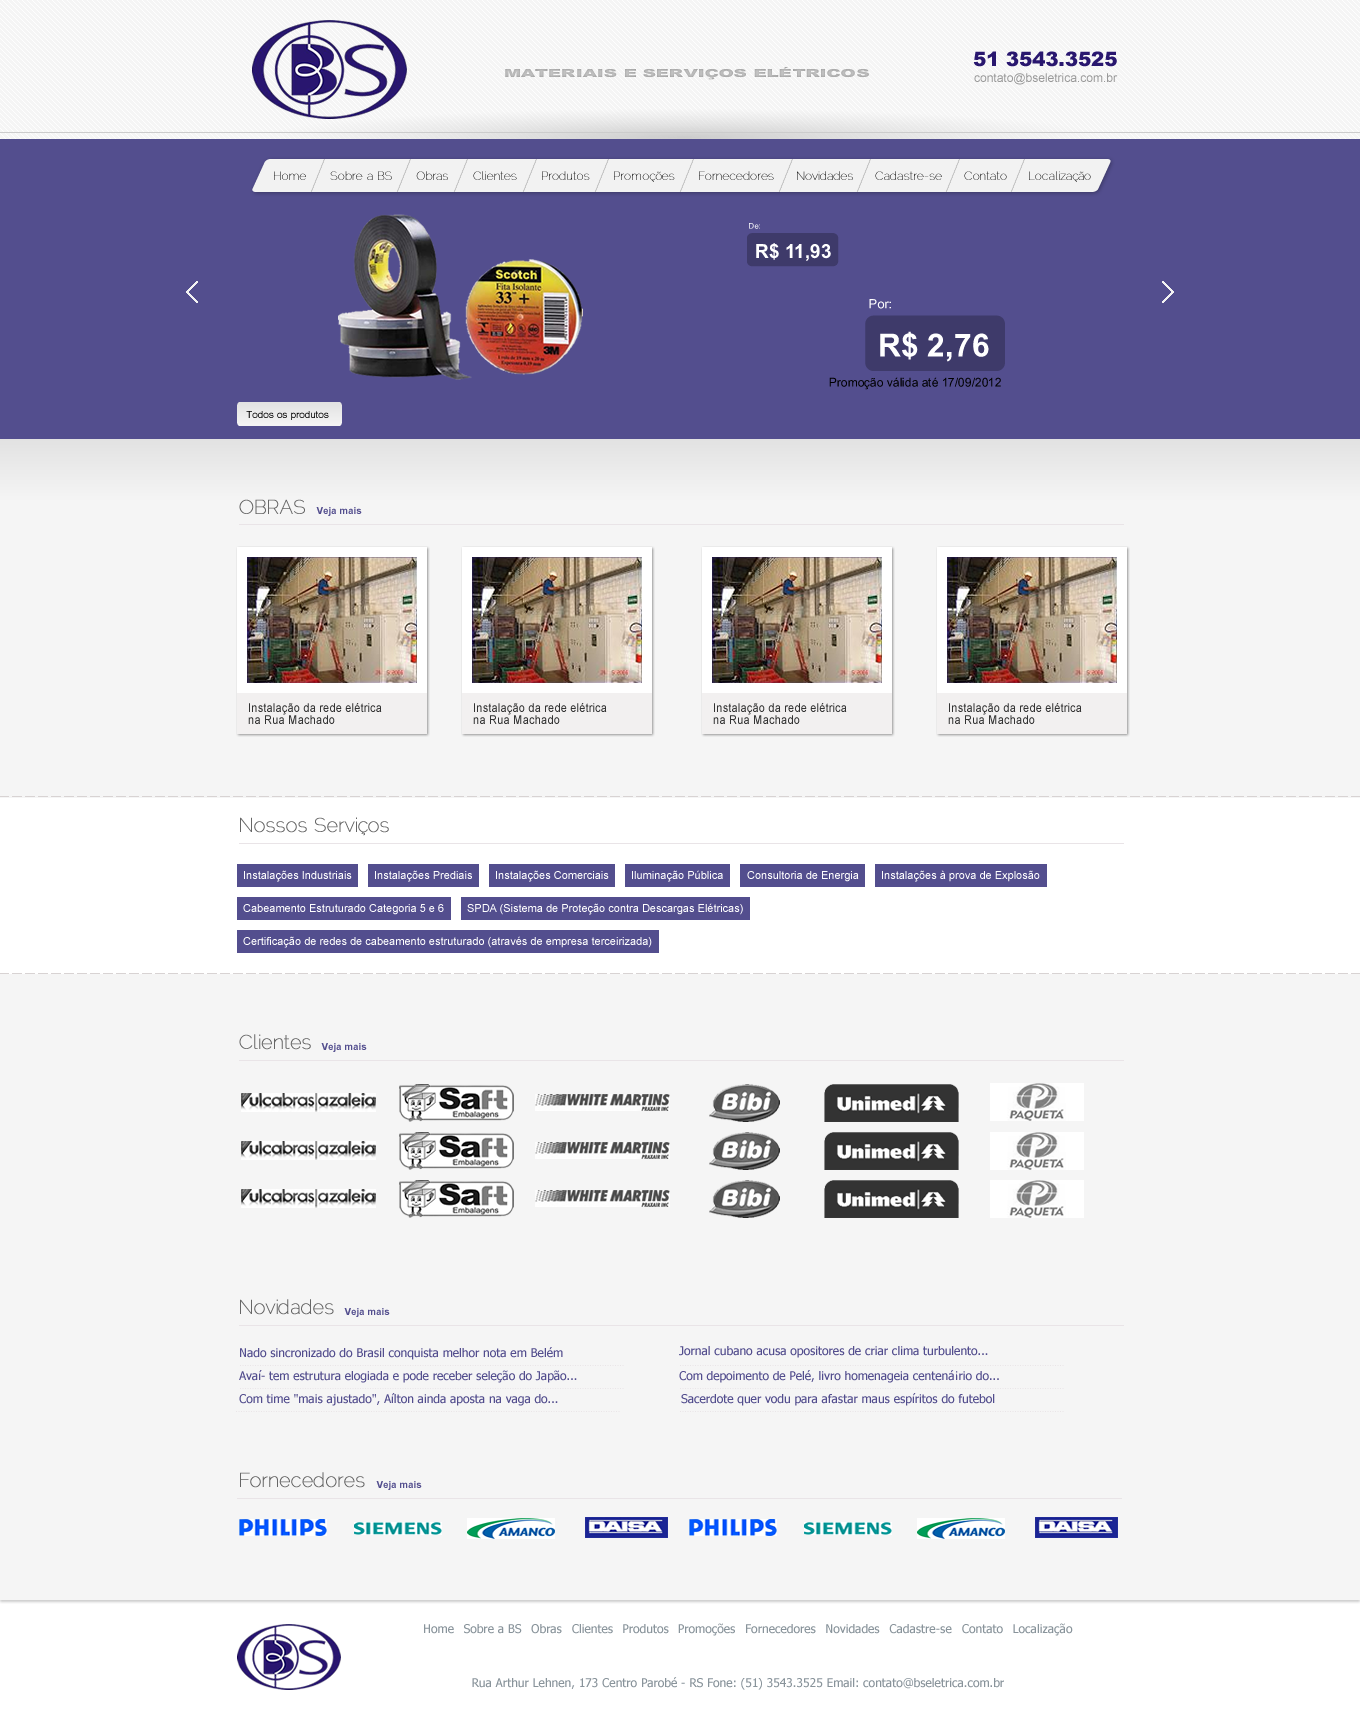 BS
MATERIAIS E SERVIÇOS ELÉTRICOS
51 3543.3525
contato@bseletrica.com.br
Home Sobre a BS Obras Clientes Produtos Promoções Fornecedores Novidades Cadastre-se Contato Localização
De:
R$ 11,93
Scotch
Fita Isolante
33™+
3M
Por:
R$ 2,76
Promoção válida até 17/09/2012
Todos os produtos
OBRAS Veja mais
Instalação da rede elétrica
na Rua Machado
Instalação da rede elétrica
na Rua Machado
Instalação da rede elétrica
na Rua Machado
Instalação da rede elétrica
na Rua Machado
Nossos Serviços
Instalações Industriais Instalações Prediais Instalações Comerciais Iluminação Pública Consultoria de Energia Instalações à prova de Explosão
Cabeamento Estruturado Categoria 5 e 6 SPDA (Sistema de Proteção contra Descargas Elétricas)
Certificação de redes de cabeamento estruturado (através de empresa terceirizada)
Clientes Veja mais
Vulcabras|azaleia Saft Embalagens WHITE MARTINS PRAXAIR INC Bibi Unimed PAQUETÁ
Vulcabras|azaleia Saft Embalagens WHITE MARTINS PRAXAIR INC Bibi Unimed PAQUETÁ
Vulcabras|azaleia Saft Embalagens WHITE MARTINS PRAXAIR INC Bibi Unimed PAQUETÁ
Novidades Veja mais
Nado sincronizado do Brasil conquista melhor nota em Belém
Avaí- tem estrutura elogiada e pode receber seleção do Japão...
Com time "mais ajustado", Aílton ainda aposta na vaga do...
Jornal cubano acusa opositores de criar clima turbulento...
Com depoimento de Pelé, livro homenageia centenáirio do...
Sacerdote quer vodu para afastar maus espíritos do futebol
Fornecedores Veja mais
PHILIPS SIEMENS AMANCO DAISA PHILIPS SIEMENS AMANCO DAISA
BS
Home Sobre a BS Obras Clientes Produtos Promoções Fornecedores Novidades Cadastre-se Contato Localização
Rua Arthur Lehnen, 173 Centro Parobé - RS Fone: (51) 3543.3525 Email: contato@bseletrica.com.br